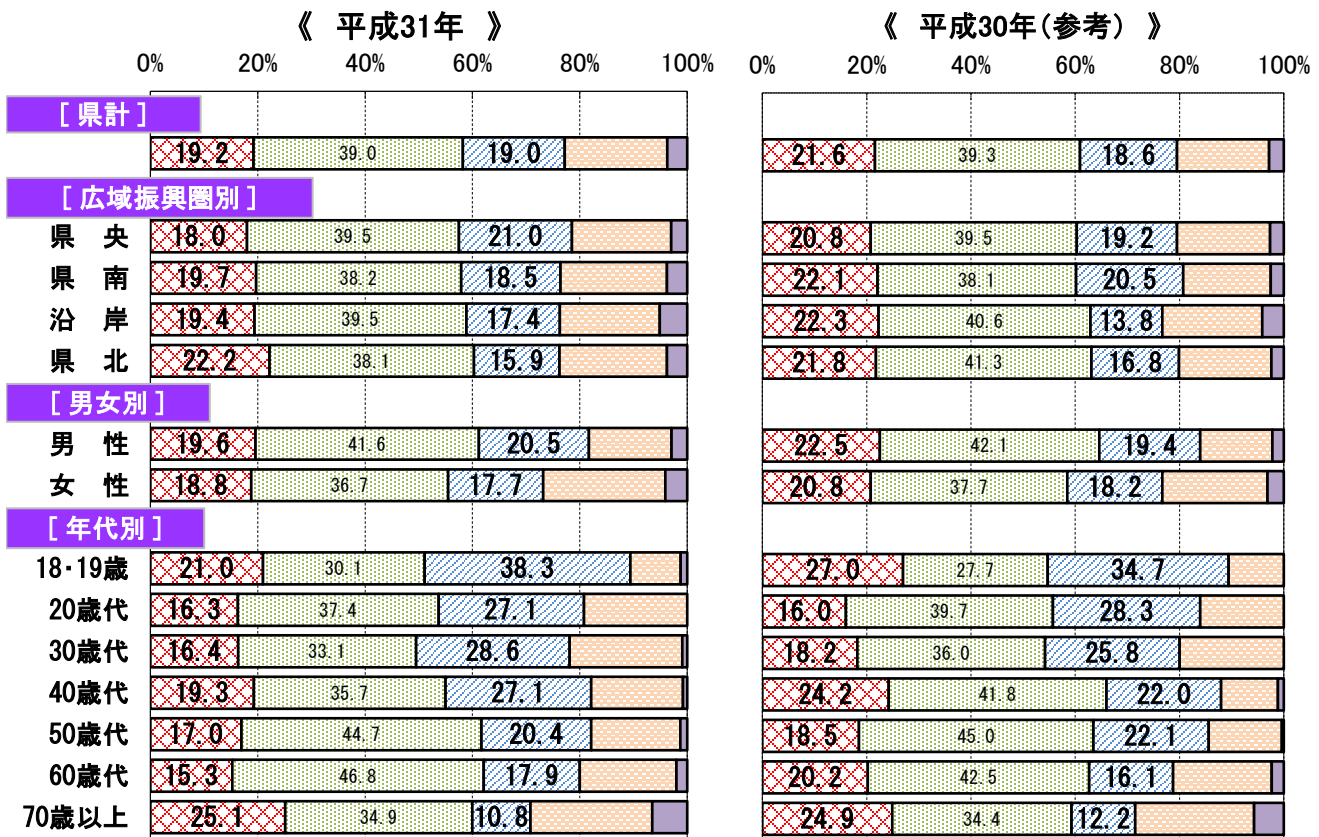 《 平成31年 》 《 平成30年（参考） 》
0% 20% 40% 60% 80% 100% 0% 20% 40% 60% 80% 100%
[ 県計 ]
19.2 39.0 19.0 21.6 39.3 18.6
[ 広域振興圏別 ]
県 央 18.0 39.5 21.0 20.8 39.5 19.2
県 南 19.7 38.2 18.5 22.1 38.1 20.5
沿 岸 19.4 39.5 17.4 22.3 40.6 13.8
県 北 22.2 38.1 15.9 21.8 41.3 16.8
[ 男女別 ]
男 性 19.6 41.6 20.5 22.5 42.1 19.4
女 性 18.8 36.7 17.7 20.8 37.7 18.2
[ 年代別 ]
18・19歳 21.0 30.1 38.3 27.0 27.7 34.7
20歳代 16.3 37.4 27.1 16.0 39.7 28.3
30歳代 16.4 33.1 28.6 18.2 36.0 25.8
40歳代 19.3 35.7 27.1 24.2 41.8 22.0
50歳代 17.0 44.7 20.4 18.5 45.0 22.1
60歳代 15.3 46.8 17.9 20.2 42.5 16.1
70歳以上 25.1 34.9 10.8 24.9 34.4 12.2